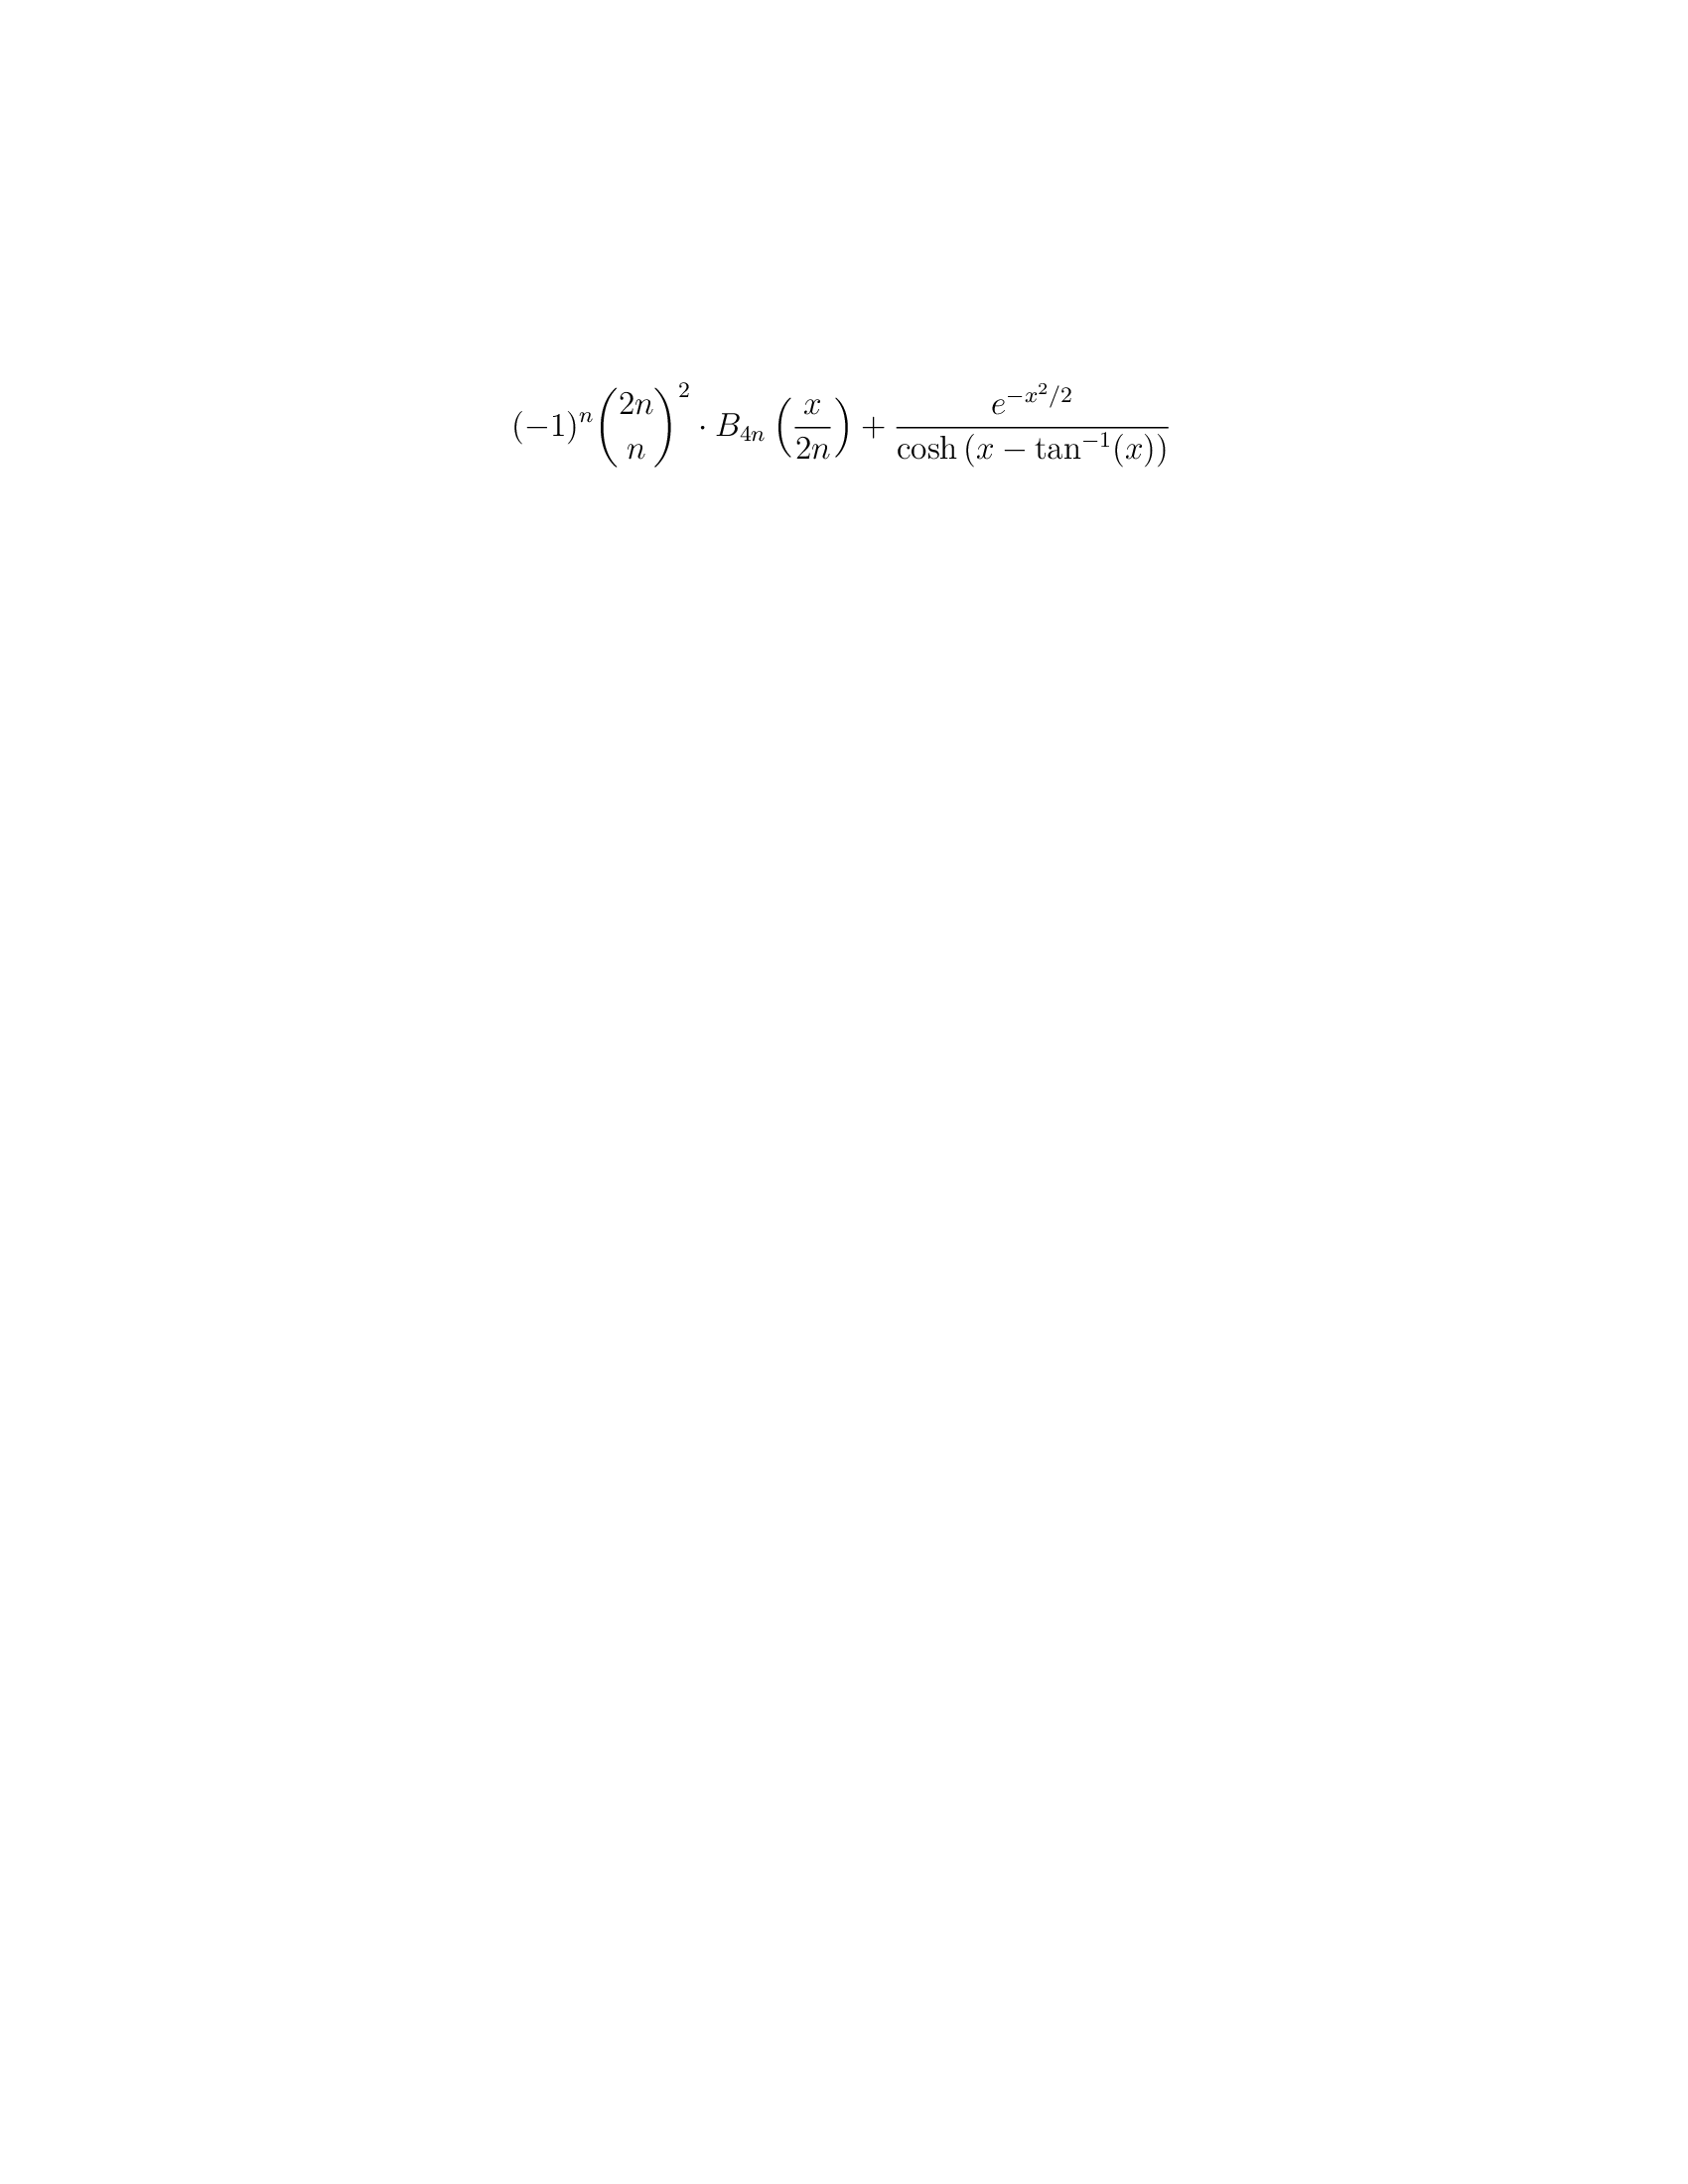 $(-1)^n \binom{2n}{n}^2 \cdot B_{4n} \left( \frac{x}{2n} \right) + \frac{e^{-x^2/2}}{\cosh \left( x - \tan^{-1}(x) \right)}$